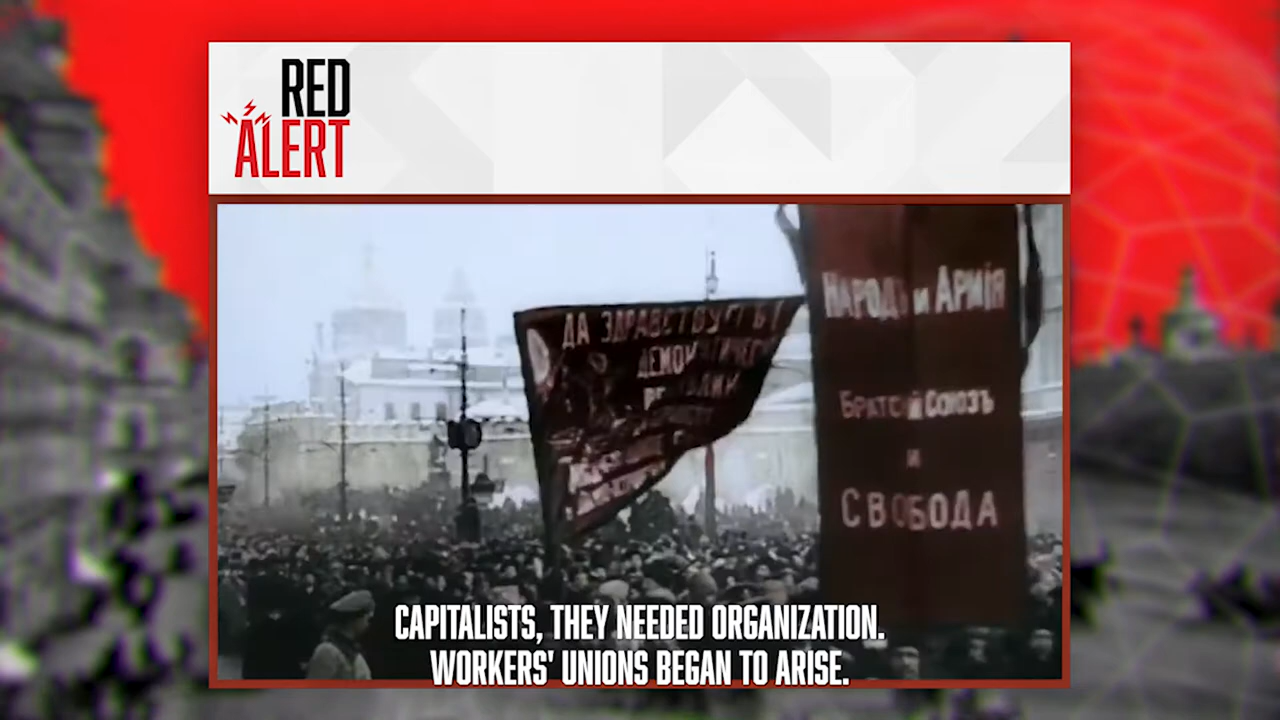 RED
ALERT
ДА ЗДРАВСТВУЕТЪ
НАРОДЪ и АРМІЯ
БРАТСКІЙ СОЮЗЪ
и
СВОБОДА
CAPITALISTS, THEY NEEDED ORGANIZATION.
WORKERS' UNIONS BEGAN TO ARISE.